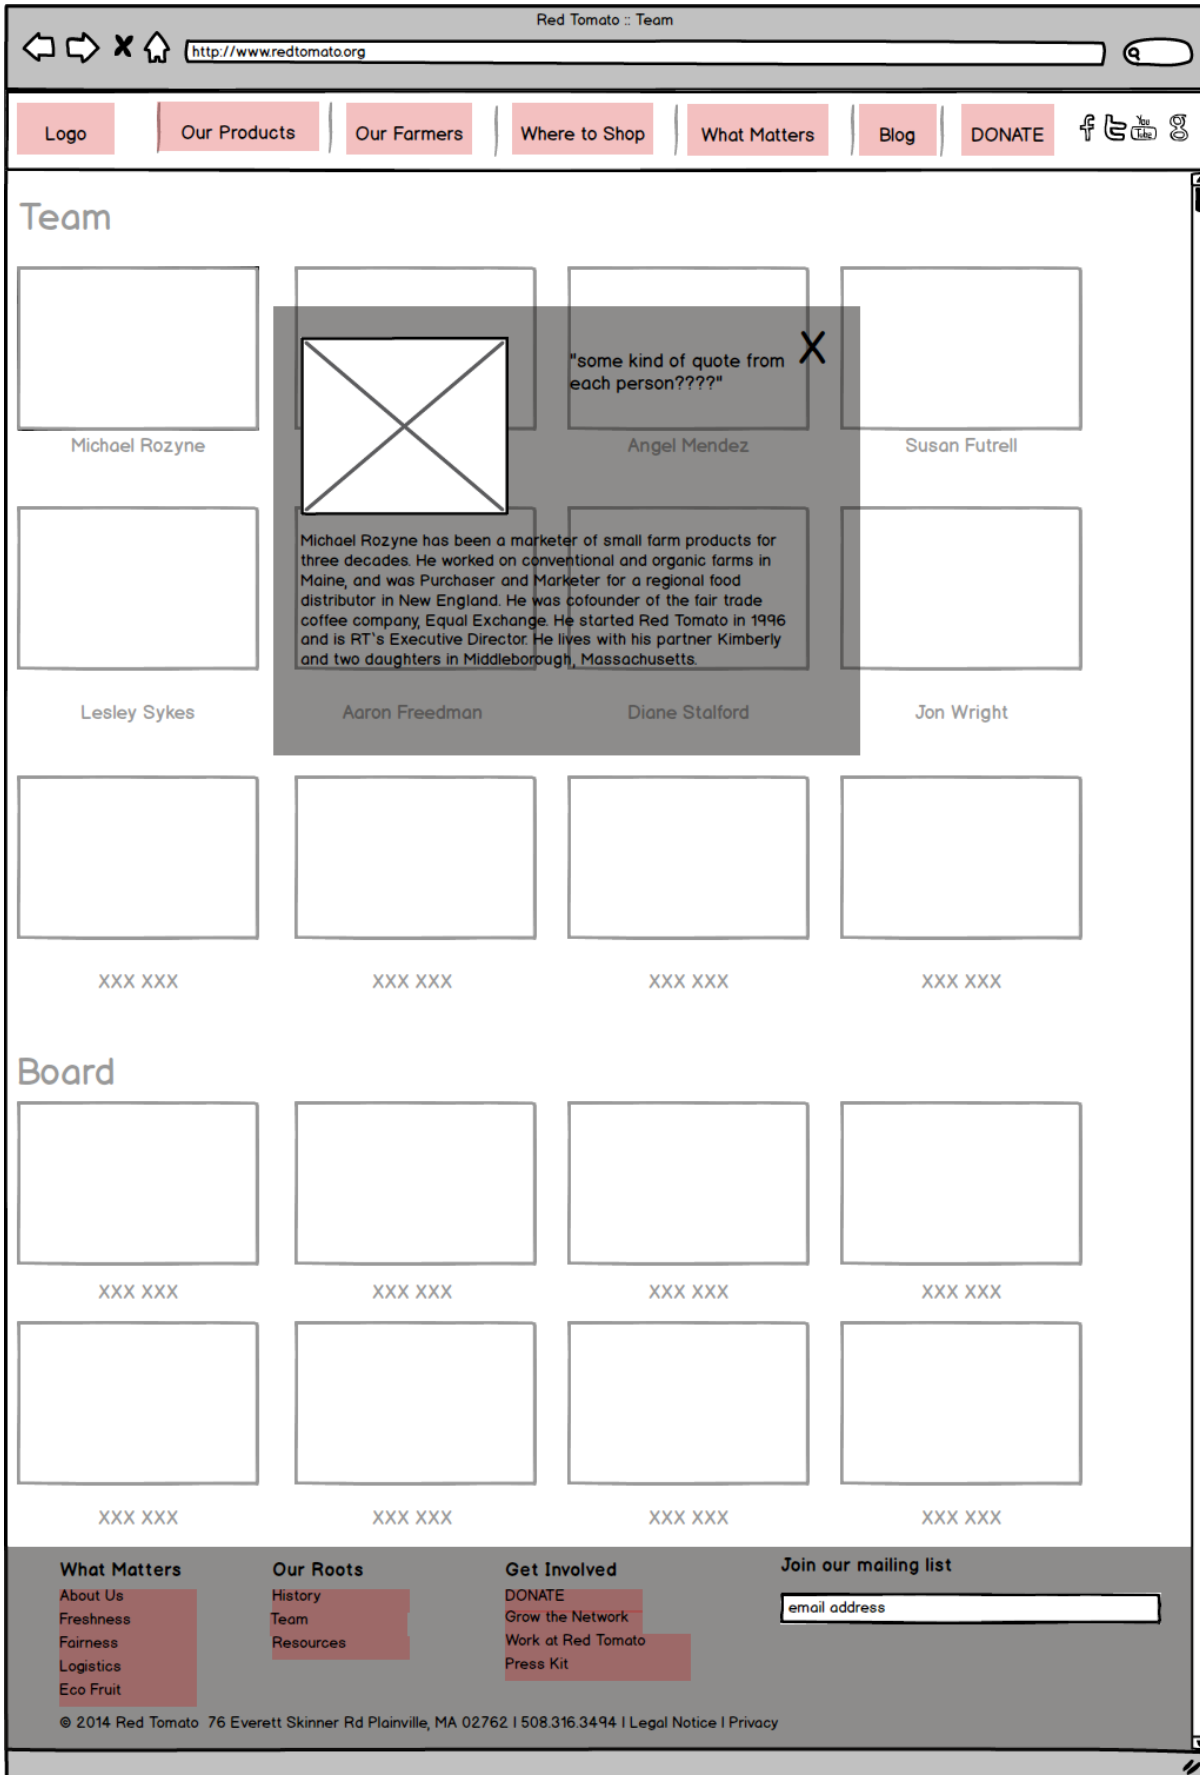 Red Tomato :: Team
http://www.redtomato.org
Logo
Our Products
Our Farmers
Where to Shop
What Matters
Blog
DONATE
You
Tube
Team
"some kind of quote from
each person????"
X
Michael Rozyne
Angel Mendez
Susan Futrell
Michael Rozyne has been a marketer of small farm products for
three decades. He worked on conventional and organic farms in
Maine, and was Purchaser and Marketer for a regional food
distributor in New England. He was cofounder of the fair trade
coffee company, Equal Exchange. He started Red Tomato in 1996
and is RT`s Executive Director. He lives with his partner Kimberly
and two daughters in Middleborough, Massachusetts.
Lesley Sykes
Aaron Freedman
Diane Stalford
Jon Wright
XXX XXX
XXX XXX
XXX XXX
XXX XXX
Board
XXX XXX
XXX XXX
XXX XXX
XXX XXX
XXX XXX
XXX XXX
XXX XXX
XXX XXX
What Matters
About Us
Freshness
Fairness
Logistics
Eco Fruit
Our Roots
History
Team
Resources
Get Involved
DONATE
Grow the Network
Work at Red Tomato
Press Kit
Join our mailing list
email address
© 2014 Red Tomato 76 Everett Skinner Rd Plainville, MA 02762 | 508.316.3494 | Legal Notice | Privacy